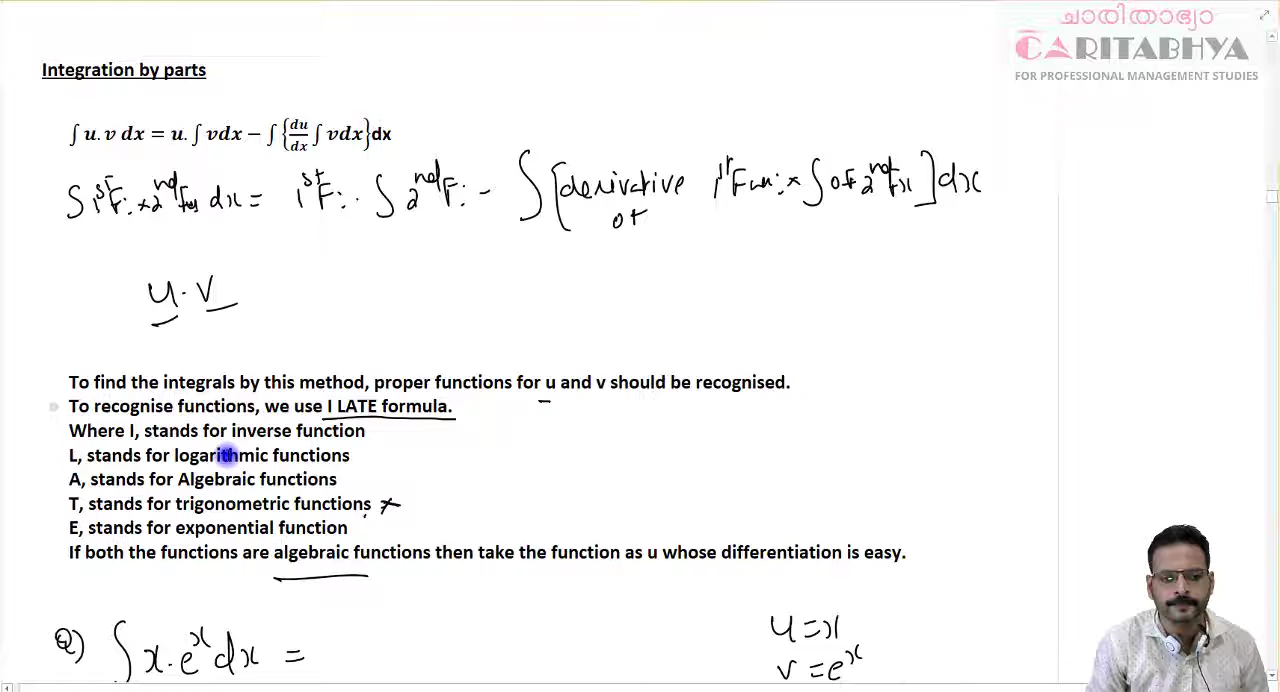 ചാരിതാഭ്യാ
CARITABHYA
FOR PROFESSIONAL MANAGEMENT STUDIES
Integration by parts
∫ u. v dx = u. ∫ vdx − ∫ {du/dx ∫ vdx}dx
∫ 1st F. × 2nd dx = 1st F. · ∫ 2nd F. − ∫ [derivative of 1st Fun. × ∫ of 2nd ] dx
u . v
To find the integrals by this method, proper functions for u and v should be recognised.
To recognise functions, we use I LATE formula.
Where I, stands for inverse function
L, stands for logarithmic functions
A, stands for Algebraic functions
T, stands for trigonometric functions ×
E, stands for exponential function
If both the functions are algebraic functions then take the function as u whose differentiation is easy.
Q) ∫ x . eˣ dx =
u = x
v = eˣ